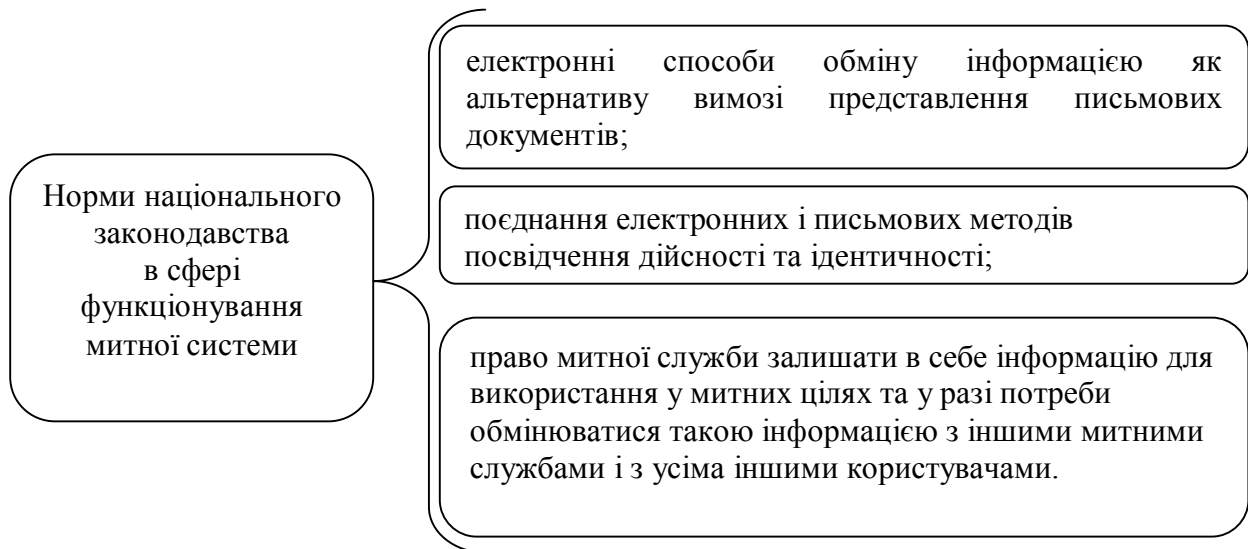 Норми національного
законодавства
в сфері
функціонування
митної системи
електронні способи обміну інформацією як
альтернативу вимозі представлення письмових
документів;
поєднання електронних і письмових методів
посвідчення дійсності та ідентичності;
право митної служби залишати в себе інформацію для
використання у митних цілях та у разі потреби
обмінюватися такою інформацією з іншими митними
службами і з усіма іншими користувачами.